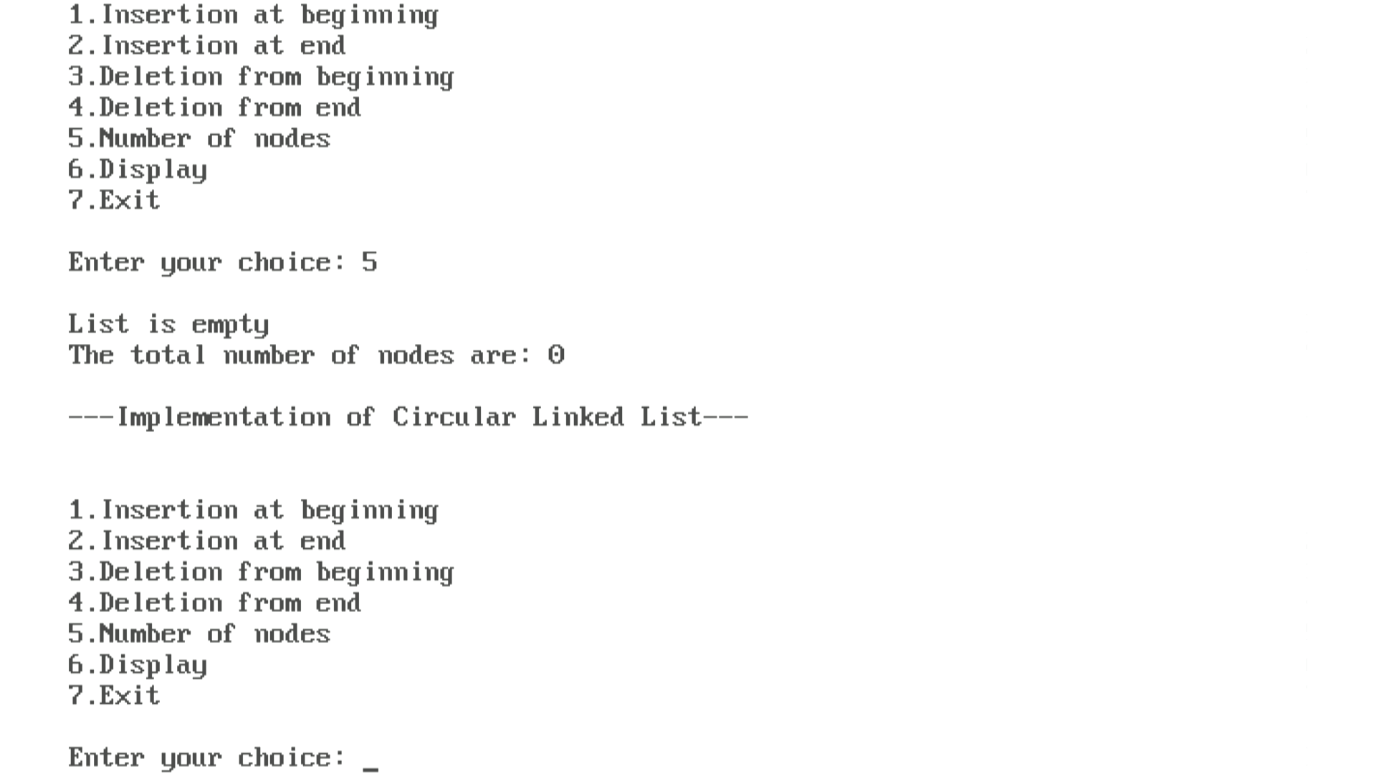 1.Insertion at beginning
2.Insertion at end
3.Deletion from beginning
4.Deletion from end
5.Number of nodes
6.Display
7.Exit
Enter your choice: 5
List is empty
The total number of nodes are: 0
---Implementation of Circular Linked List---
1.Insertion at beginning
2.Insertion at end
3.Deletion from beginning
4.Deletion from end
5.Number of nodes
6.Display
7.Exit
Enter your choice: _